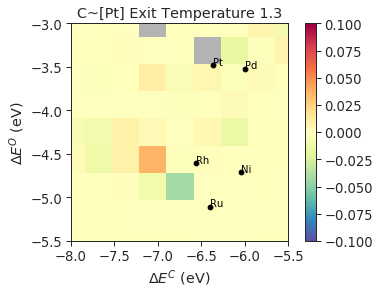 C~[Pt] Exit Temperature 1.3
−3.0
−3.5
−4.0
−4.5
−5.0
−5.5
ΔE^O (eV)
−8.0 −7.5 −7.0 −6.5 −6.0 −5.5
ΔE^C (eV)
Pt
Pd
Rh
Ni
Ru
0.100
0.075
0.050
0.025
0.000
−0.025
−0.050
−0.075
−0.100